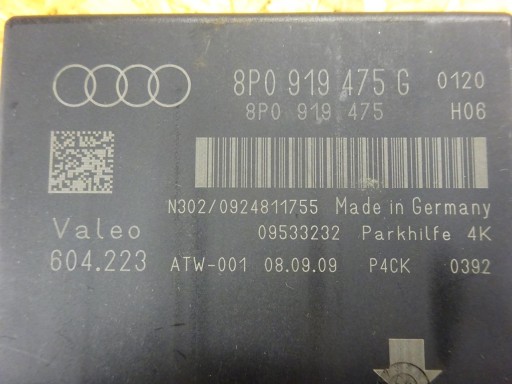 8P0 919 475 G 0120
8P0 919 475 H06
N302/0924811755 Made in Germany
Valeo 09533232 Parkhilfe 4K
604.223 ATW-001 08.09.09 P4CK 0392